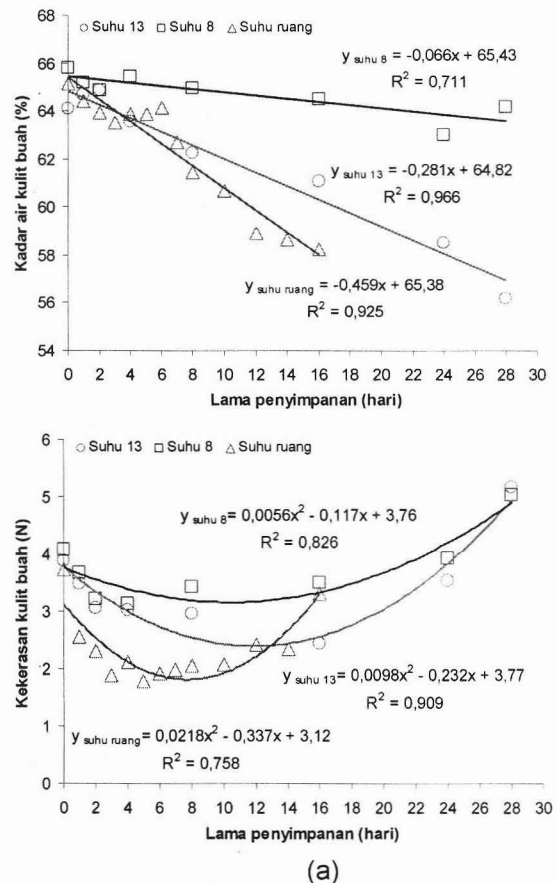 68
66
64
62
60
58
56
54
Kadar air kulit buah (%)
○ Suhu 13 □ Suhu 8 △ Suhu ruang
y suhu 8 = -0,066x + 65,43
R² = 0,711
y suhu 13 = -0,281x + 64,82
R² = 0,966
y suhu ruang = -0,459x + 65,38
R² = 0,925
0 2 4 6 8 10 12 14 16 18 20 22 24 26 28 30
Lama penyimpanan (hari)
6
5
4
3
2
1
0
Kekerasan kulit buah (N)
○ Suhu 13 □ Suhu 8 △ Suhu ruang
y suhu 8 = 0,0056x² - 0,117x + 3,76
R² = 0,826
y suhu 13 = 0,0098x² - 0,232x + 3,77
R² = 0,909
y suhu ruang = 0,0218x² - 0,337x + 3,12
R² = 0,758
0 2 4 6 8 10 12 14 16 18 20 22 24 26 28 30
Lama penyimpanan (hari)
(a)